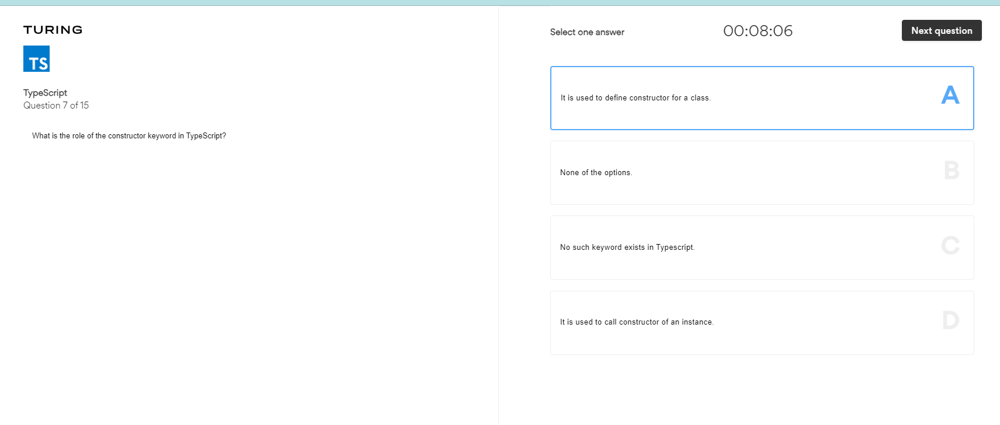 TURING
TS
TypeScript
Question 7 of 15
What is the role of the constructor keyword in TypeScript?
Select one answer
00:08:06
Next question
It is used to define constructor for a class.
A
None of the options.
B
No such keyword exists in Typescript.
C
It is used to call constructor of an instance.
D